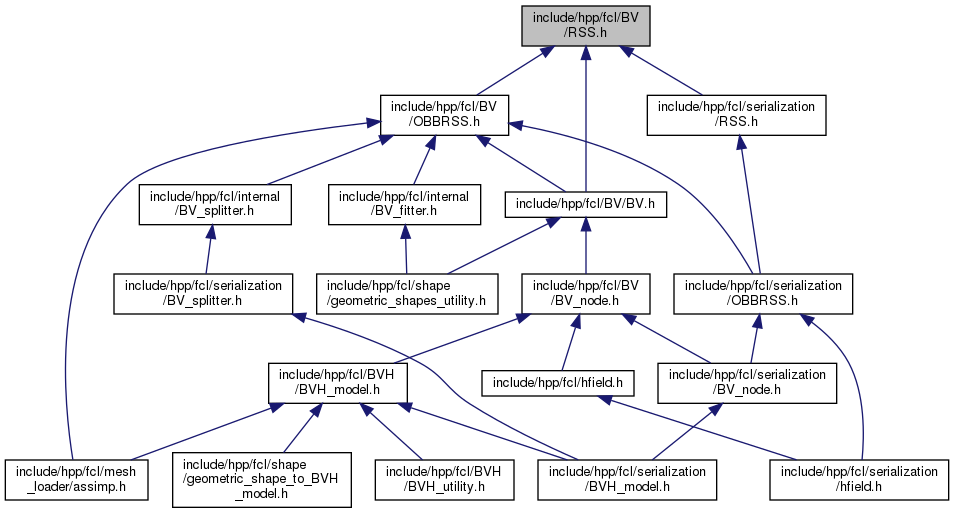 include/hpp/fcl/BV
/RSS.h
include/hpp/fcl/BV
/OBBRSS.h
include/hpp/fcl/serialization
/RSS.h
include/hpp/fcl/internal
/BV_splitter.h
include/hpp/fcl/internal
/BV_fitter.h
include/hpp/fcl/BV/BV.h
include/hpp/fcl/serialization
/BV_splitter.h
include/hpp/fcl/shape
/geometric_shapes_utility.h
include/hpp/fcl/BV
/BV_node.h
include/hpp/fcl/serialization
/OBBRSS.h
include/hpp/fcl/BVH
/BVH_model.h
include/hpp/fcl/hfield.h
include/hpp/fcl/serialization
/BV_node.h
include/hpp/fcl/mesh
_loader/assimp.h
include/hpp/fcl/shape
/geometric_shape_to_BVH
_model.h
include/hpp/fcl/BVH
/BVH_utility.h
include/hpp/fcl/serialization
/BVH_model.h
include/hpp/fcl/serialization
/hfield.h